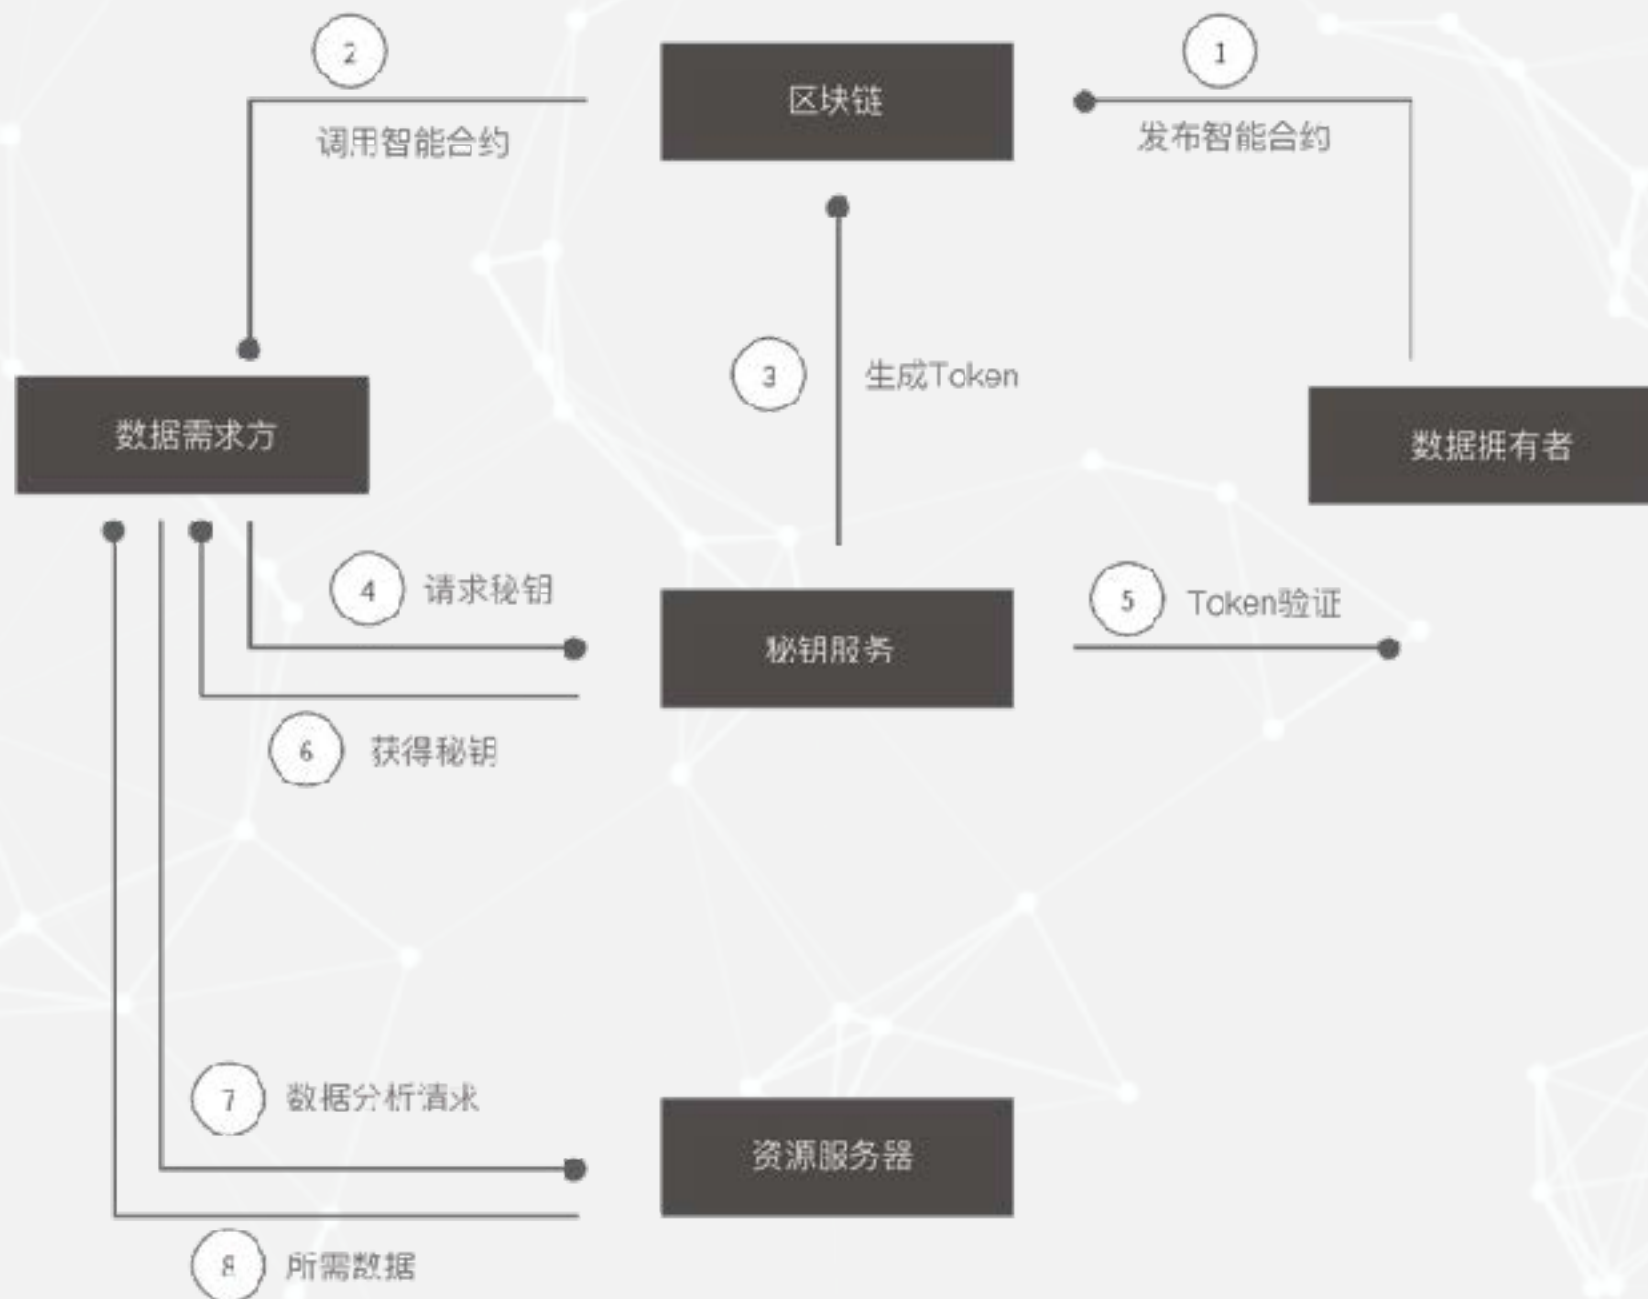 2
区块链
1
调用智能合约
发布智能合约
3
生成Token
数据需求方
数据拥有者
4
请求秘钥
5
Token验证
秘钥服务
6
获得秘钥
7
数据分析请求
资源服务器
8
所需数据